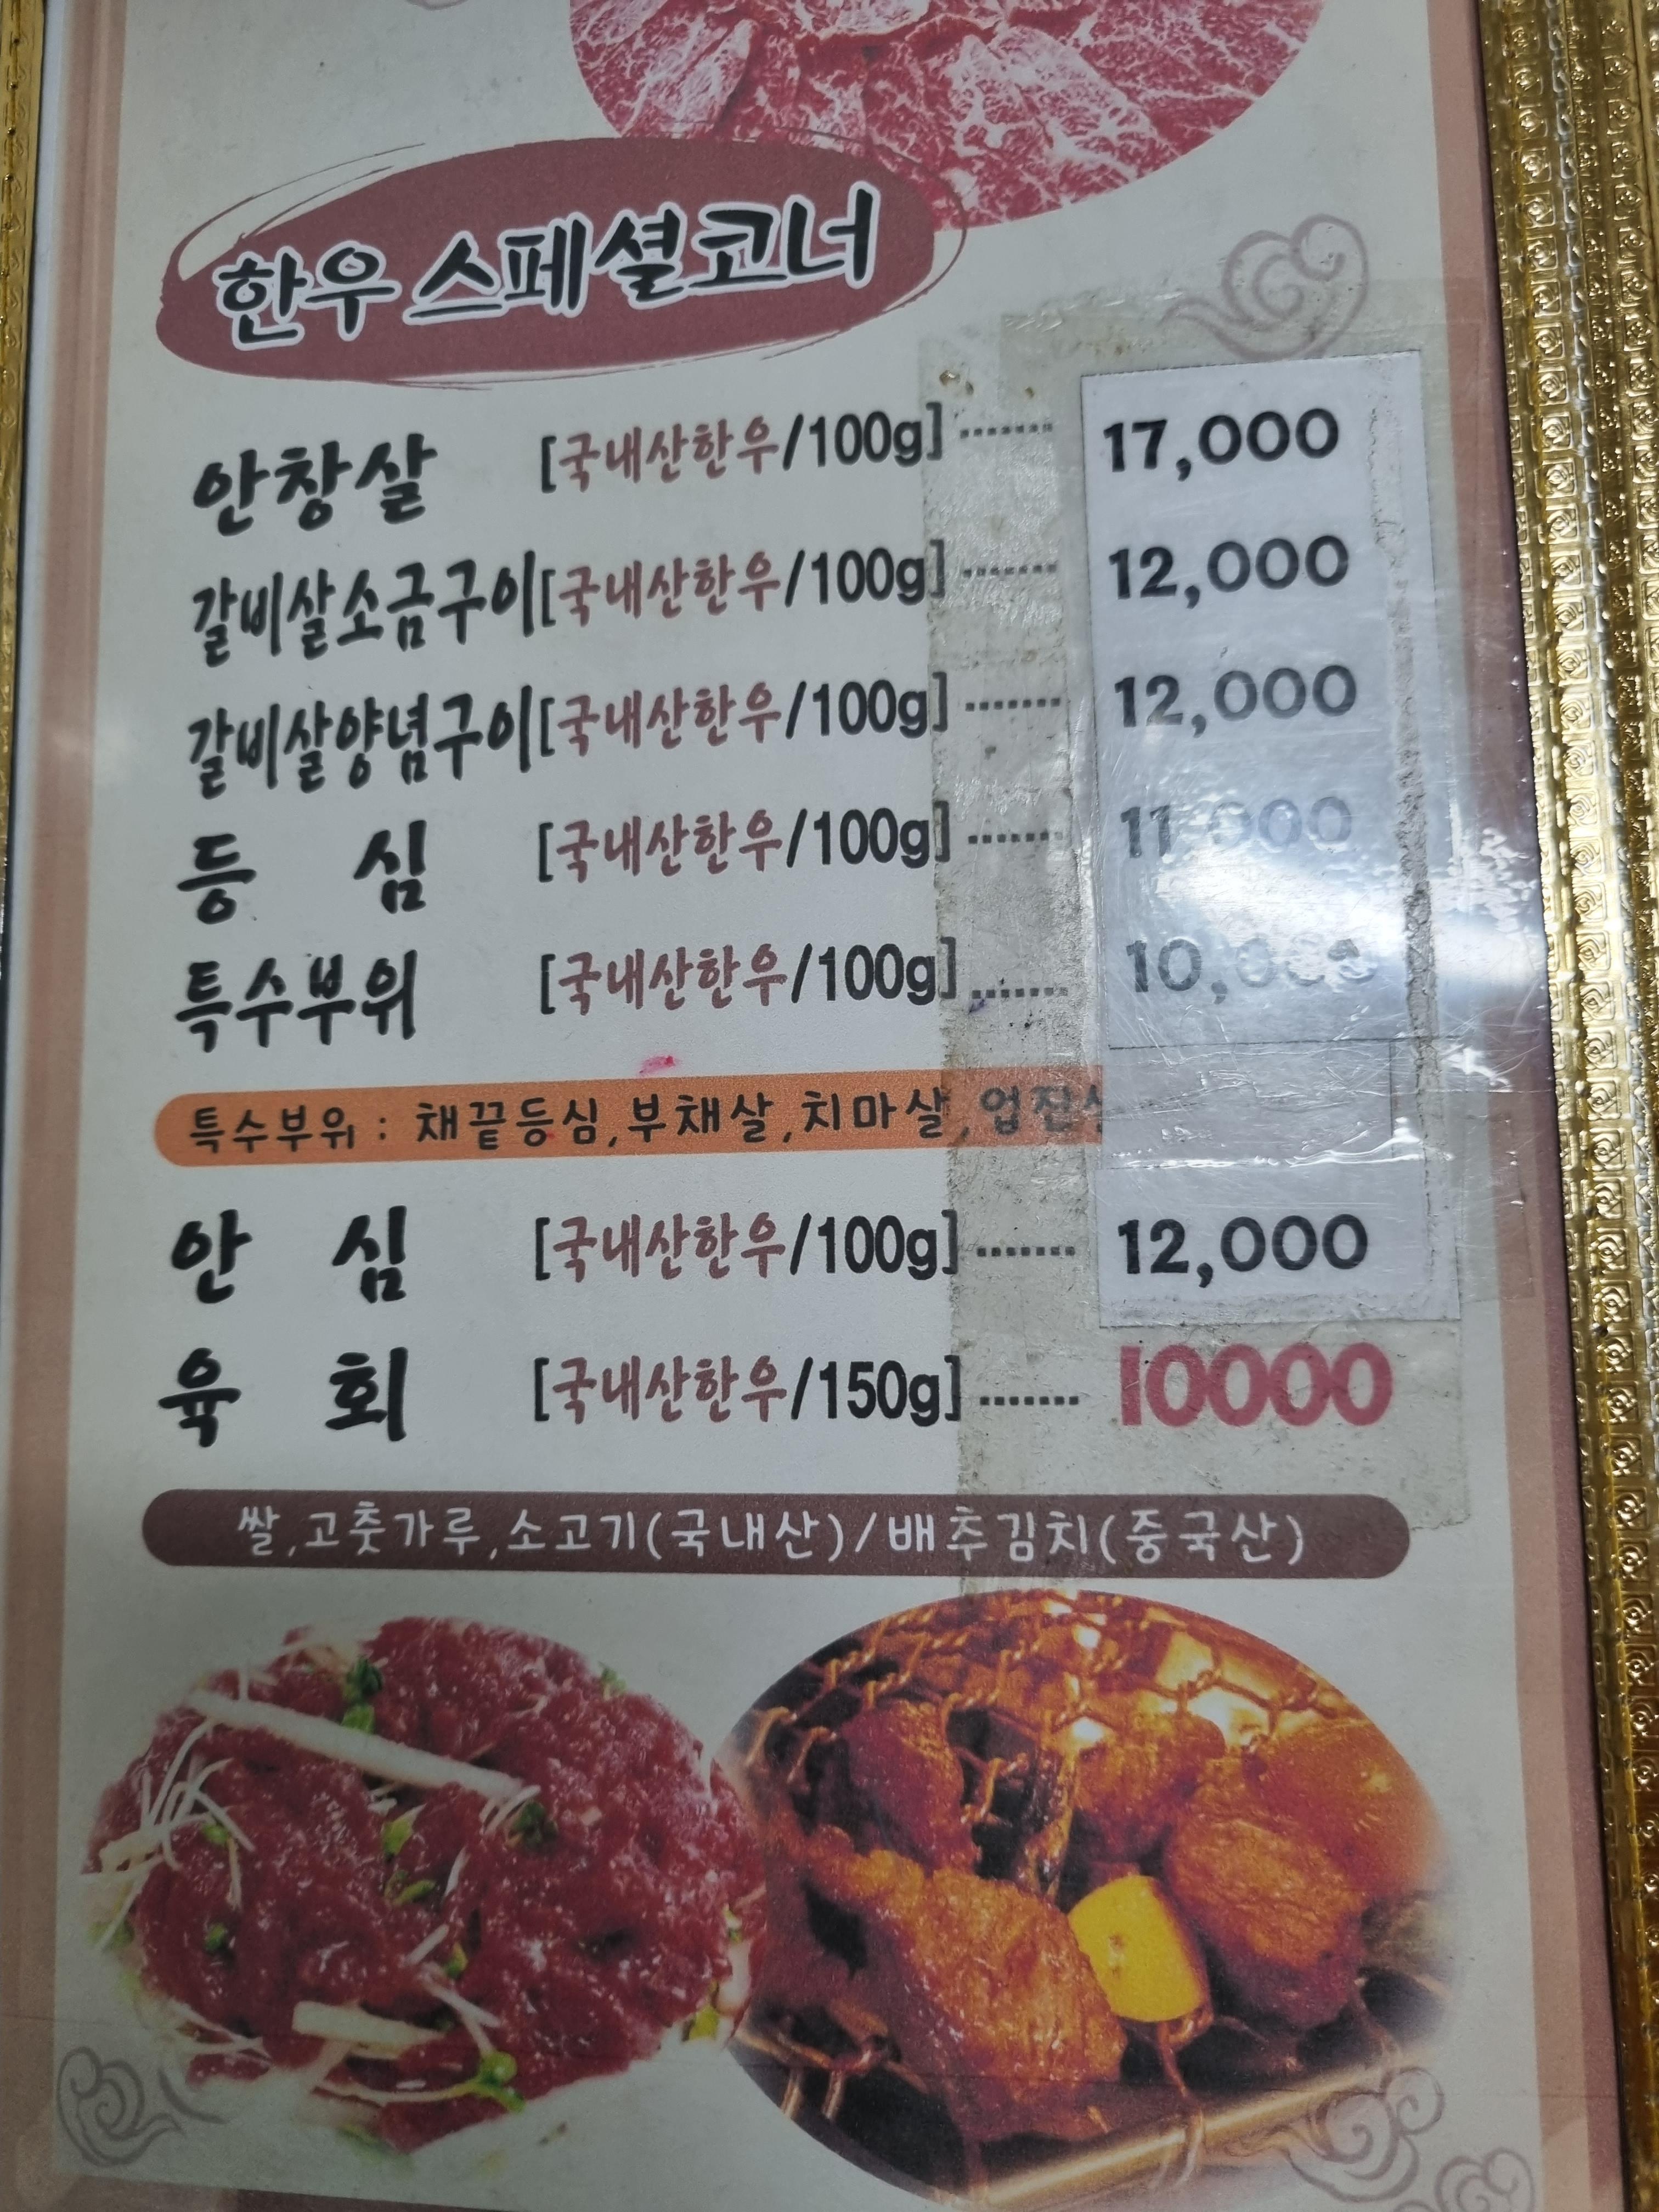 한우 스페셜코너
안창살 [국내산한우/100g] ········ 17,000
갈비살소금구이[국내산한우/100g] ········ 12,000
갈비살양념구이[국내산한우/100g] ······· 12,000
등 심 [국내산한우/100g] ······· 11,000
특수부위 [국내산한우/100g] ······· 10,000
특수부위 : 채끝등심,부채살,치마살,업진
안 심 [국내산한우/100g] ······· 12,000
육 회 [국내산한우/150g] ······· 10000
쌀,고춧가루,소고기(국내산)/배추김치(중국산)